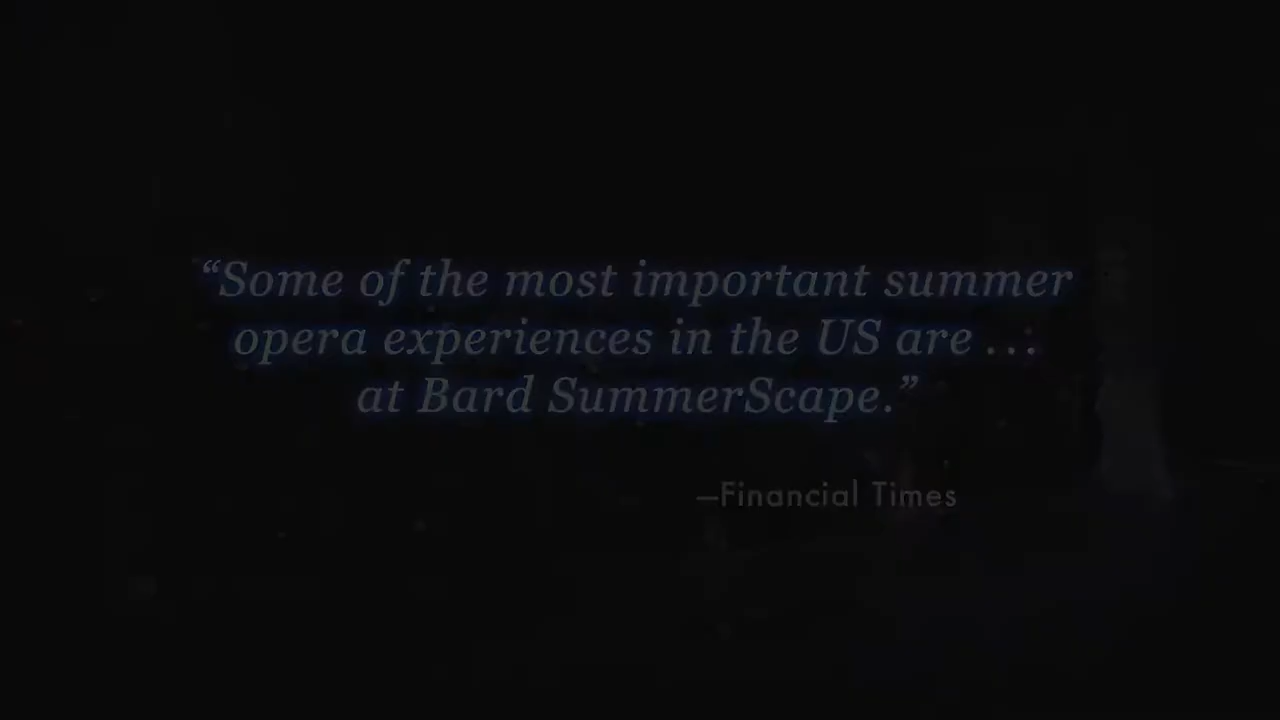 “Some of the most important summer
opera experiences in the US are ...
at Bard SummerScape.”
—Financial Times